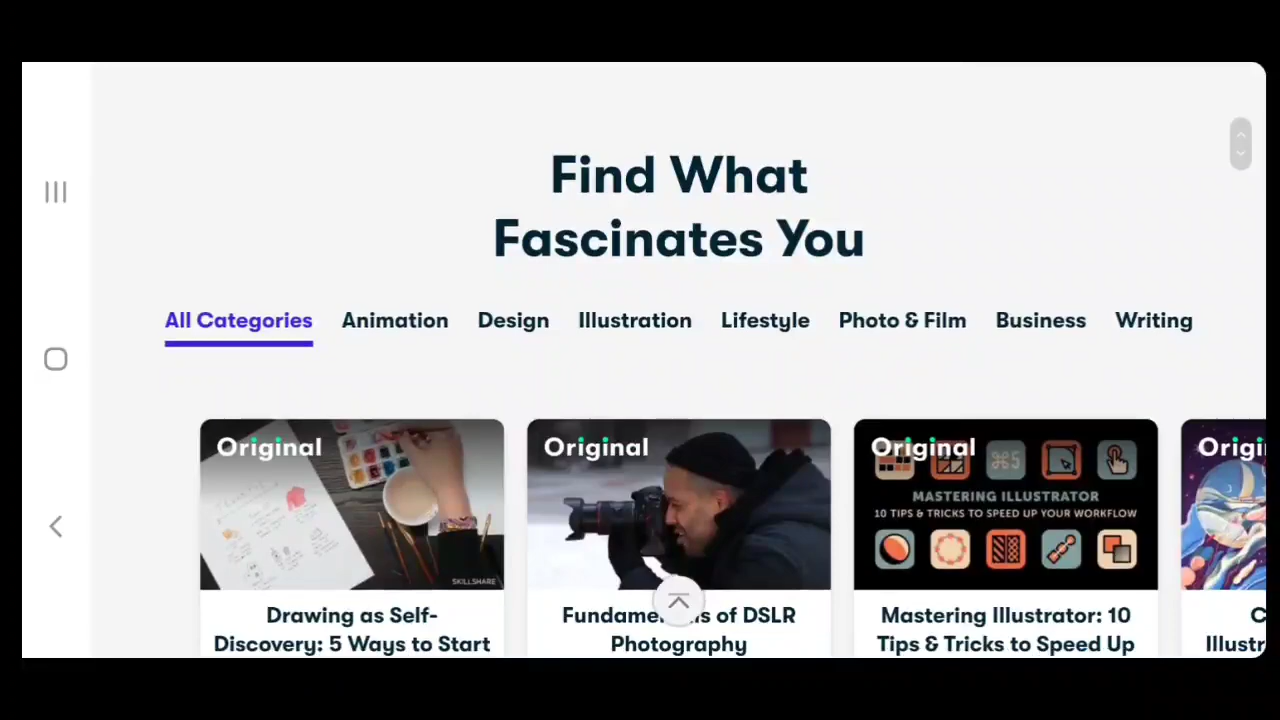 Find What
Fascinates You
All Categories Animation Design Illustration Lifestyle Photo & Film Business Writing
Original Original Original
⌘5
MASTERING ILLUSTRATOR
10 TIPS & TRICKS TO SPEED UP YOUR WORKFLOW
SKILLSHARE
Drawing as Self-
Discovery: 5 Ways to Start
of DSLR
Photography
Mastering Illustrator: 10
Tips & Tricks to Speed Up